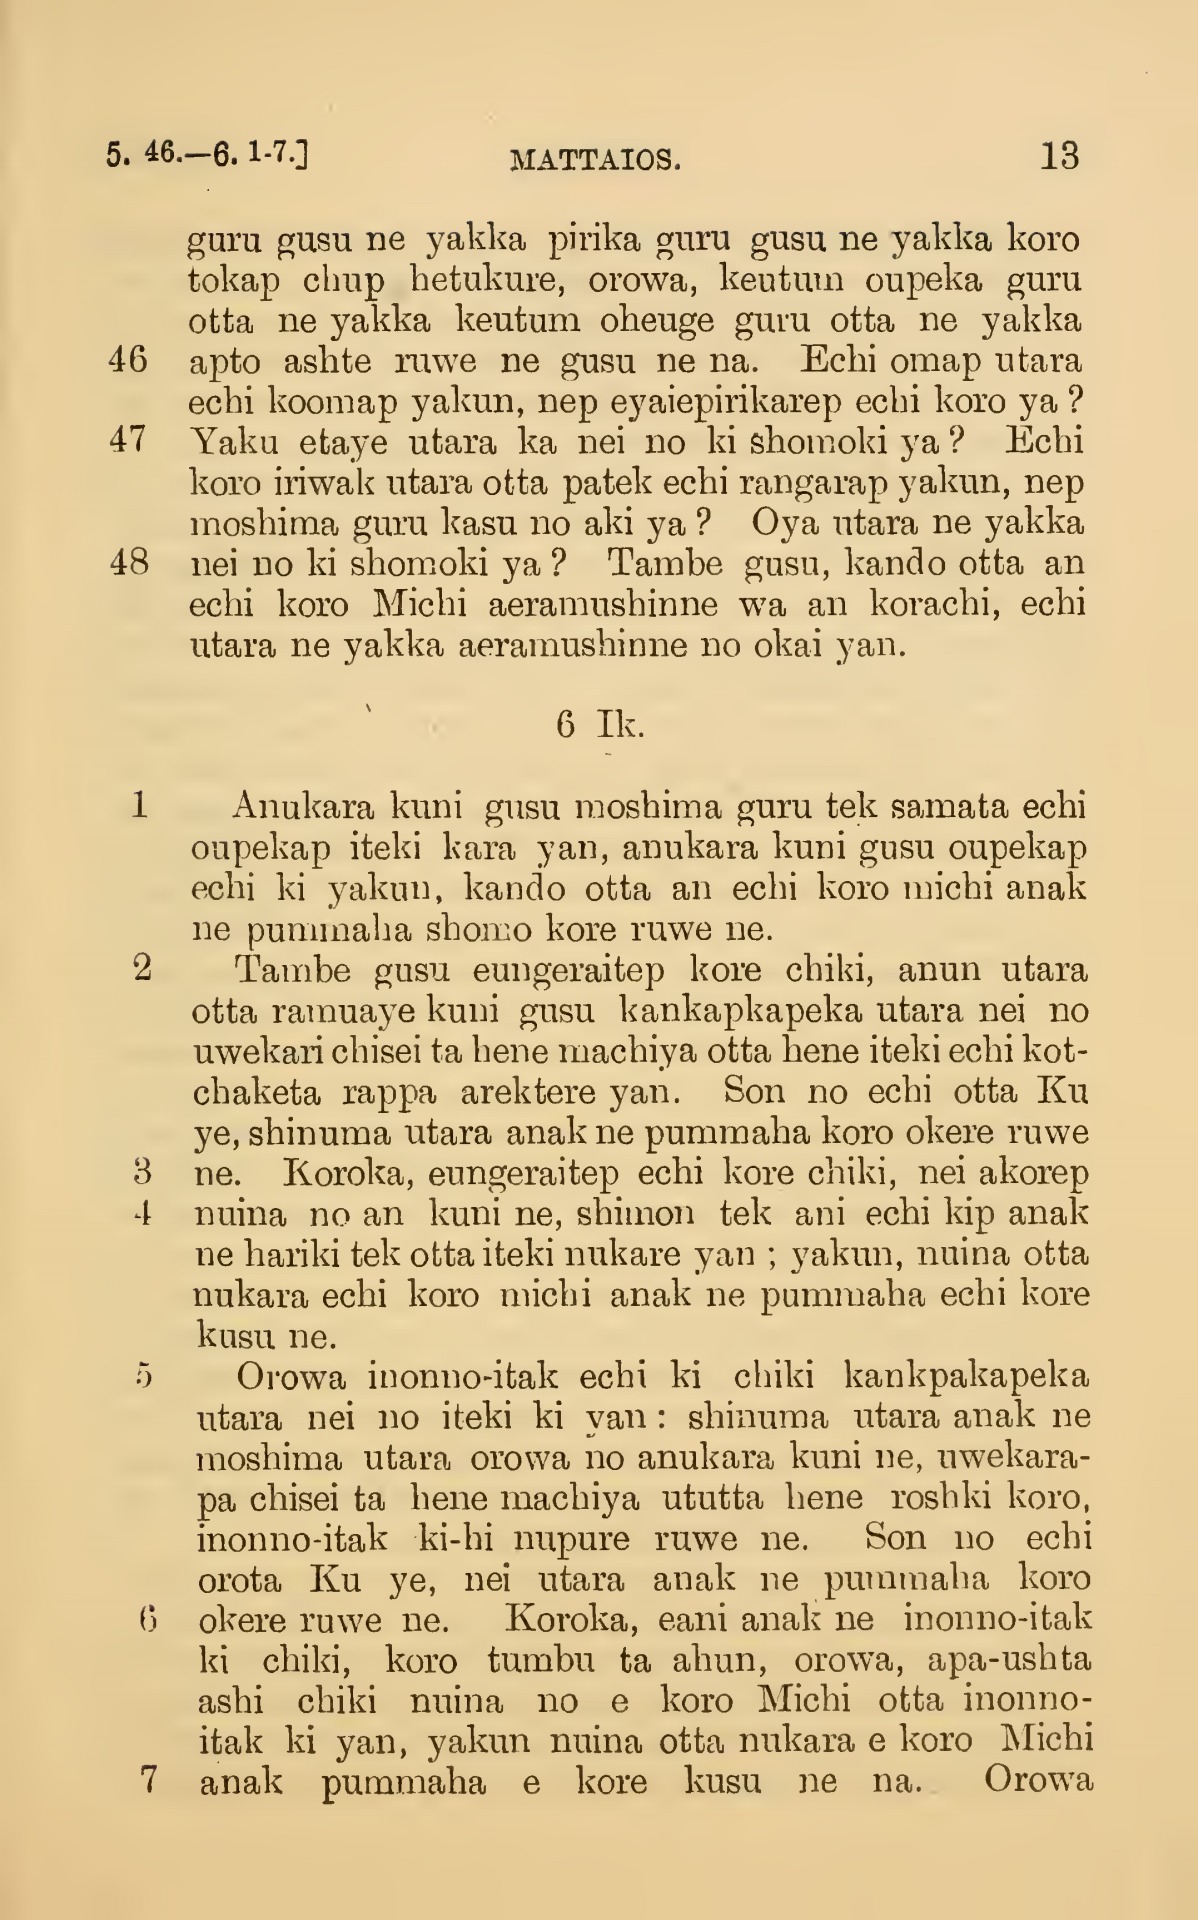 5. 46.—6. 1-7.] MATTAIOS. 13
guru gusu ne yakka pirika guru gusu ne yakka koro
tokap chup hetukure, orowa, keutum oupeka guru
otta ne yakka keutum oheuge guru otta ne yakka
46 apto ashte ruwe ne gusu ne na. Echi omap utara
echi koomap yakun, nep eyaiepirikarep echi koro ya ?
47 Yaku etaye utara ka nei no ki shomoki ya ? Echi
koro iriwak utara otta patek echi rangarap yakun, nep
moshima guru kasu no aki ya ? Oya utara ne yakka
48 nei no ki shomoki ya ? Tambe gusu, kando otta an
echi koro Michi aeramushinne wa an korachi, echi
utara ne yakka aeramushinne no okai yan.
6 Ik.
1 Anukara kuni gusu moshima guru tek samata echi
oupekap iteki kara yan, anukara kuni gusu oupekap
echi ki yakun, kando otta an echi koro michi anak
ne pummaha shomo kore ruwe ne.
2 Tambe gusu eungeraitep kore chiki, anun utara
otta ramuaye kuni gusu kankapkapeka utara nei no
uwekari chisei ta hene machiya otta hene iteki echi kot-
chaketa rappa arektere yan. Son no echi otta Ku
ye, shinuma utara anak ne pummaha koro okere ruwe
3 ne. Koroka, eungeraitep echi kore chiki, nei akorep
4 nuina no an kuni ne, shimon tek ani echi kip anak
ne hariki tek otta iteki nukare yan ; yakun, nuina otta
nukara echi koro michi anak ne pummaha echi kore
kusu ne.
5 Orowa inonno-itak echi ki chiki kankpakapeka
utara nei no iteki ki yan : shinuma utara anak ne
moshima utara orowa no anukara kuni ne, uwekara-
pa chisei ta hene machiya ututta hene roshki koro,
inonno-itak ki-hi nupure ruwe ne. Son no echi
orota Ku ye, nei utara anak ne pummaha koro
6 okere ruwe ne. Koroka, eani anak ne inonno-itak
ki chiki, koro tumbu ta ahun, orowa, apa-ushta
ashi chiki nuina no e koro Michi otta inonno-
itak ki yan, yakun nuina otta nukara e koro Michi
7 anak pummaha e kore kusu ne na. Orowa